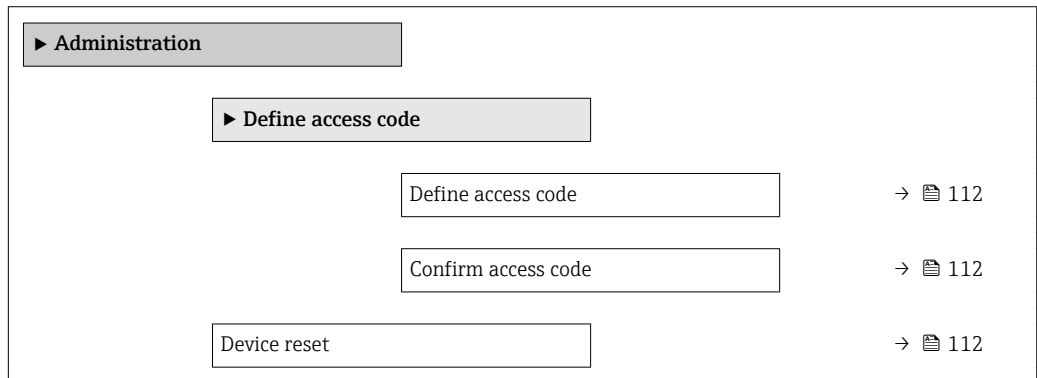 ▶ Administration
▶ Define access code
Define access code → 🖹 112
Confirm access code → 🖹 112
Device reset → 🖹 112